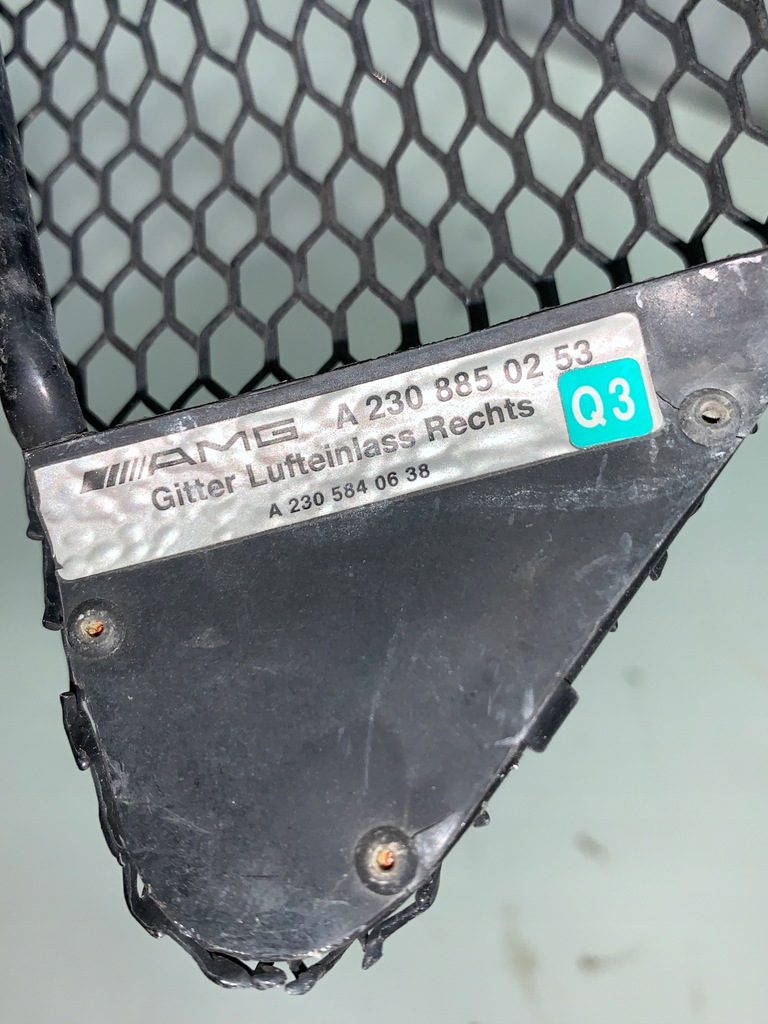 AMG A 230 885 02 53
Gitter Lufteinlass Rechts
A 230 584 06 38
Q3